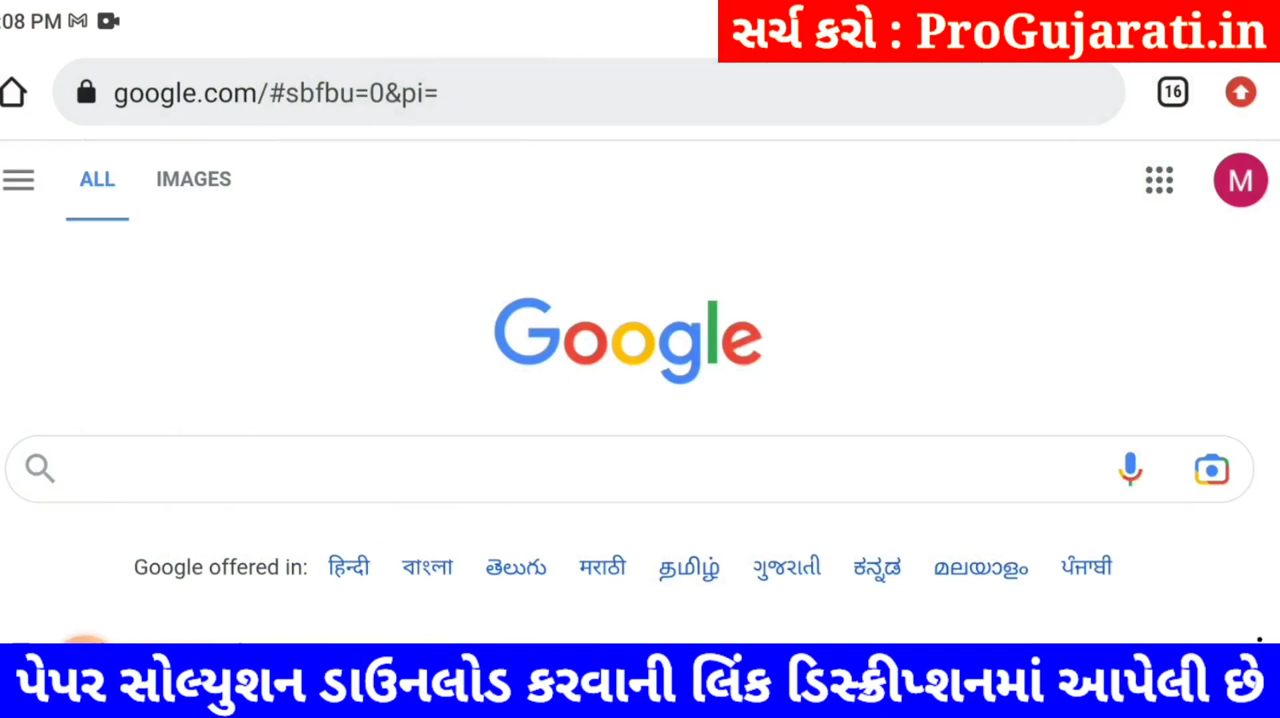 :08 PM
સર્ચ કરો : ProGujarati.in
google.com/#sbfbu=0&pi=
16
ALL IMAGES
M
Google
Google offered in: हिन्दी বাংলা తెలుగు मराठी தமிழ் ગુજરાતી ಕನ್ನಡ മലയാളം ਪੰਜਾਬੀ
પેપર સોલ્યુશન ડાઉનલોડ કરવાની લિંક ડિસ્ક્રીપ્શનમાં આપેલી છે